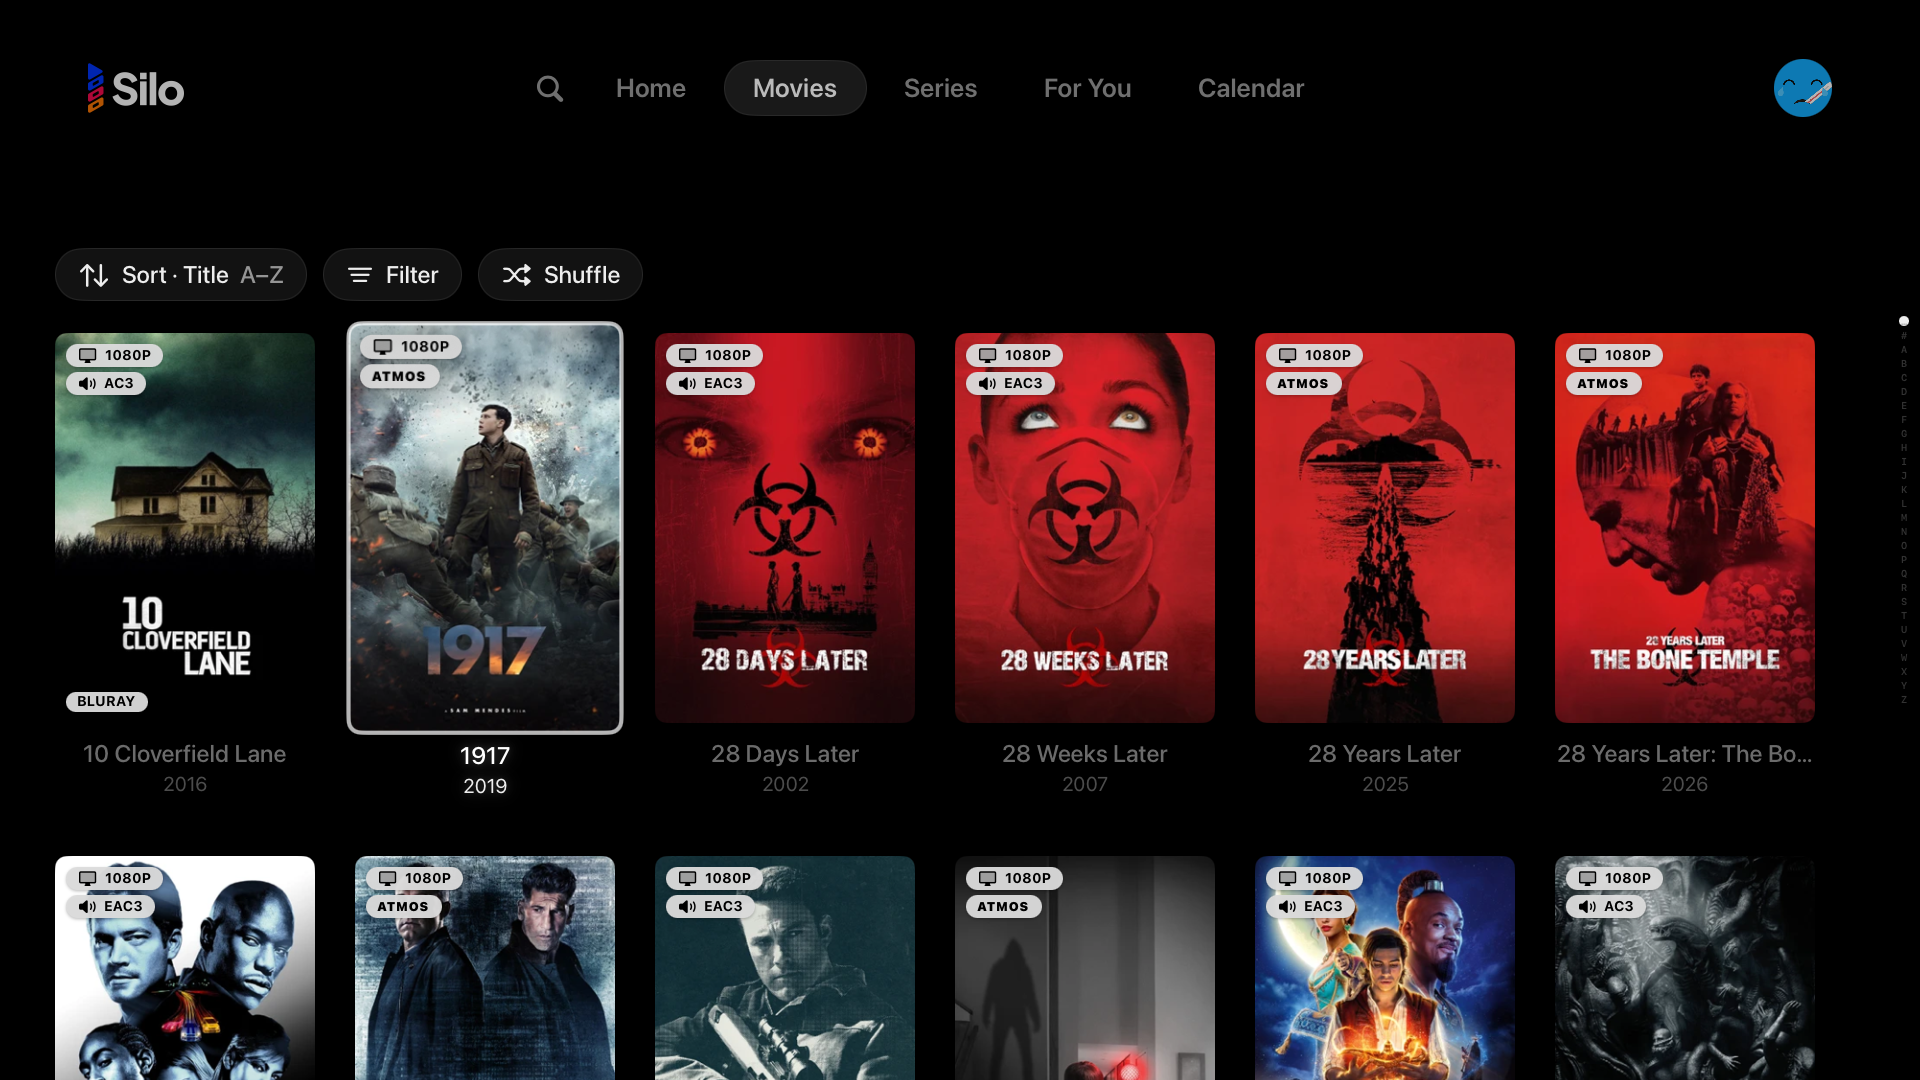 Silo
Home
Movies
Series
For You
Calendar
Sort · Title A–Z
Filter
Shuffle
1080P
AC3
10
CLOVERFIELD
LANE
BLURAY
1080P
ATMOS
1917
A SAM MENDES FILM
1080P
EAC3
28 DAYS LATER
1080P
EAC3
28 WEEKS LATER
1080P
ATMOS
28 YEARS LATER
1080P
ATMOS
28 YEARS LATER
THE BONE TEMPLE
10 Cloverfield Lane
2016
1917
2019
28 Days Later
2002
28 Weeks Later
2007
28 Years Later
2025
28 Years Later: The Bo...
2026
#
A
B
C
D
E
F
G
H
I
J
K
L
M
N
O
P
Q
R
S
T
U
V
W
X
Y
Z
1080P
EAC3
1080P
ATMOS
1080P
EAC3
1080P
ATMOS
1080P
EAC3
1080P
AC3